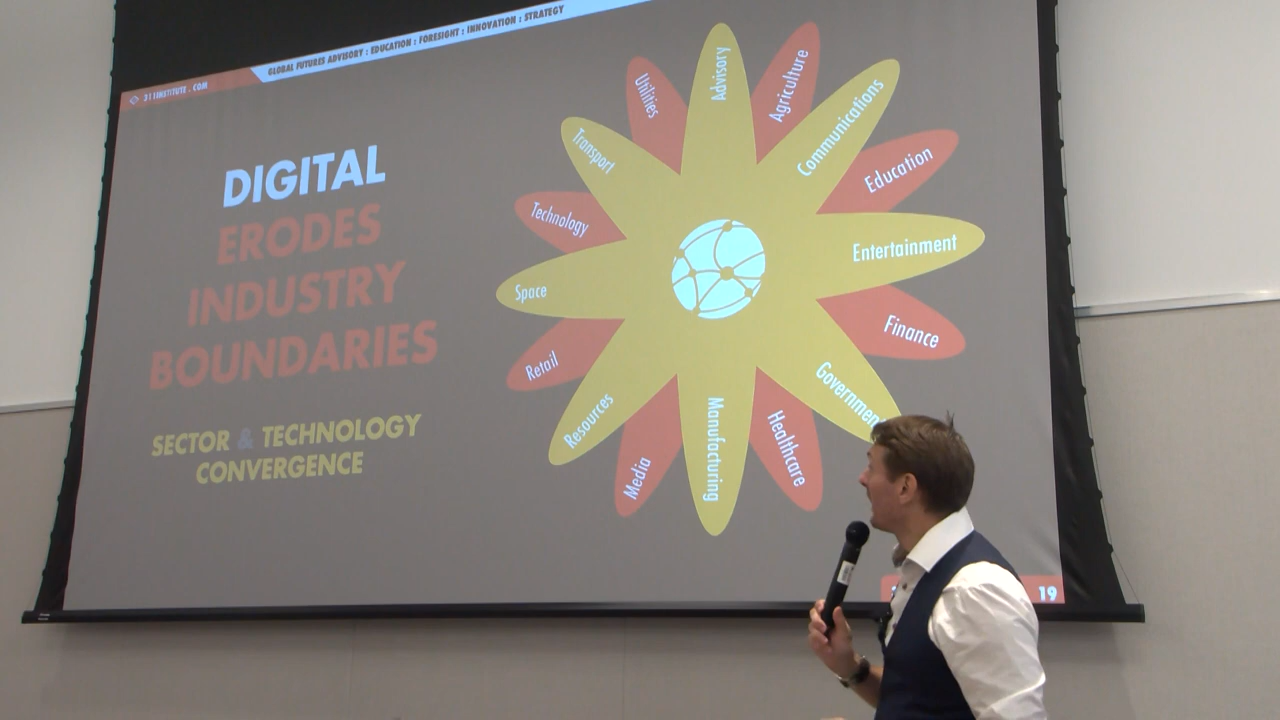 311INSTITUTE . COM
GLOBAL FUTURES ADVISORY : EDUCATION : FORESIGHT : INNOVATION : STRATEGY
DIGITAL
ERODES
INDUSTRY
BOUNDARIES
SECTOR & TECHNOLOGY
CONVERGENCE
Advisory
Agriculture
Communications
Education
Entertainment
Finance
Government
Healthcare
Manufacturing
Media
Resources
Retail
Space
Technology
Transport
Utilities
19